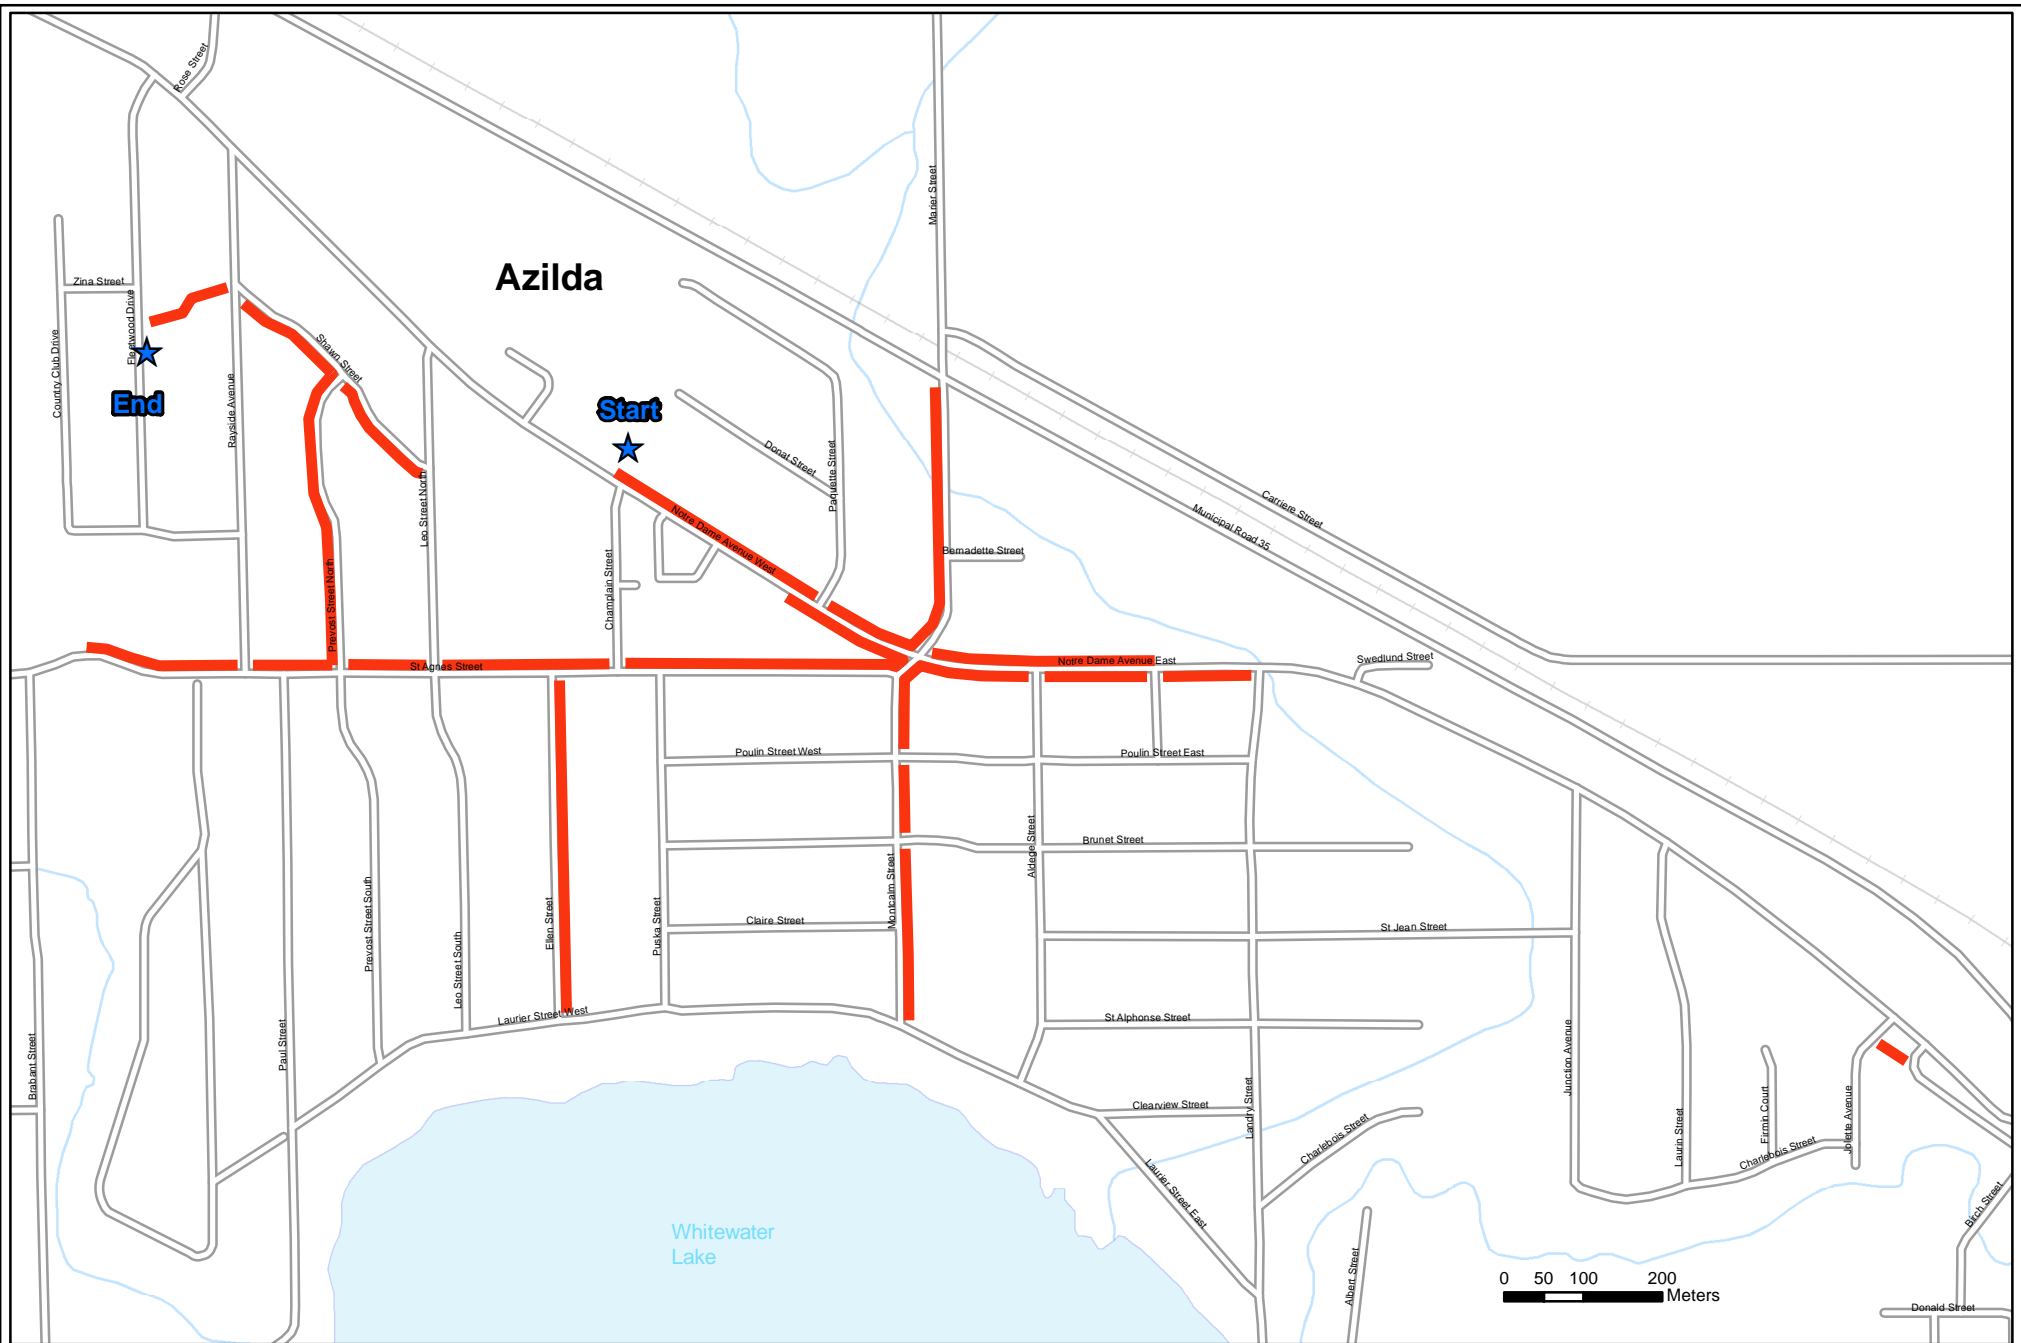 Rose Street
Marier Street
Azilda
Zina Street
Fleetwood Drive
Country Club Drive
Shawn Street
Rayside Avenue
End
Start
Donat Street
Paquette Street
Leo Street North
Notre Dame Avenue West
Carriere Street
Municipal Road 35
Bernadette Street
Champlain Street
Prevost Street North
St Agnes Street
Notre Dame Avenue East
Swedlund Street
Poulin Street West
Poulin Street East
Aldege Street
Brunet Street
Montcalm Street
Prevost Street South
Ellen Street
Puska Street
Claire Street
St Jean Street
Leo Street South
Laurier Street West
St Alphonse Street
Brabant Street
Paul Street
Junction Avenue
Clearview Street
Landry Street
Charlebois Street
Laurin Street
Firmin Court
Joliette Avenue
Charlebois Street
Laurier Street East
Birch Street
Whitewater
Lake
Albert Street
0 50 100 200
Meters
Donald Street